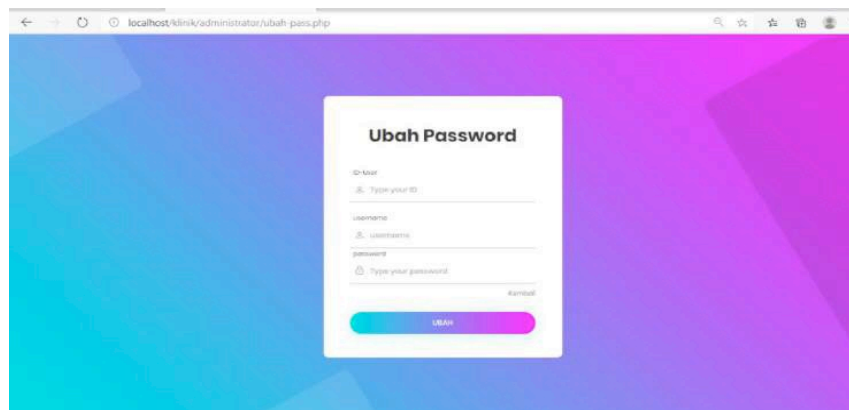 localhost/klinik/administrator/ubah-pass.php
Ubah Password
ID User
Type your ID
username
username
password
Type your password
Kembali
UBAH